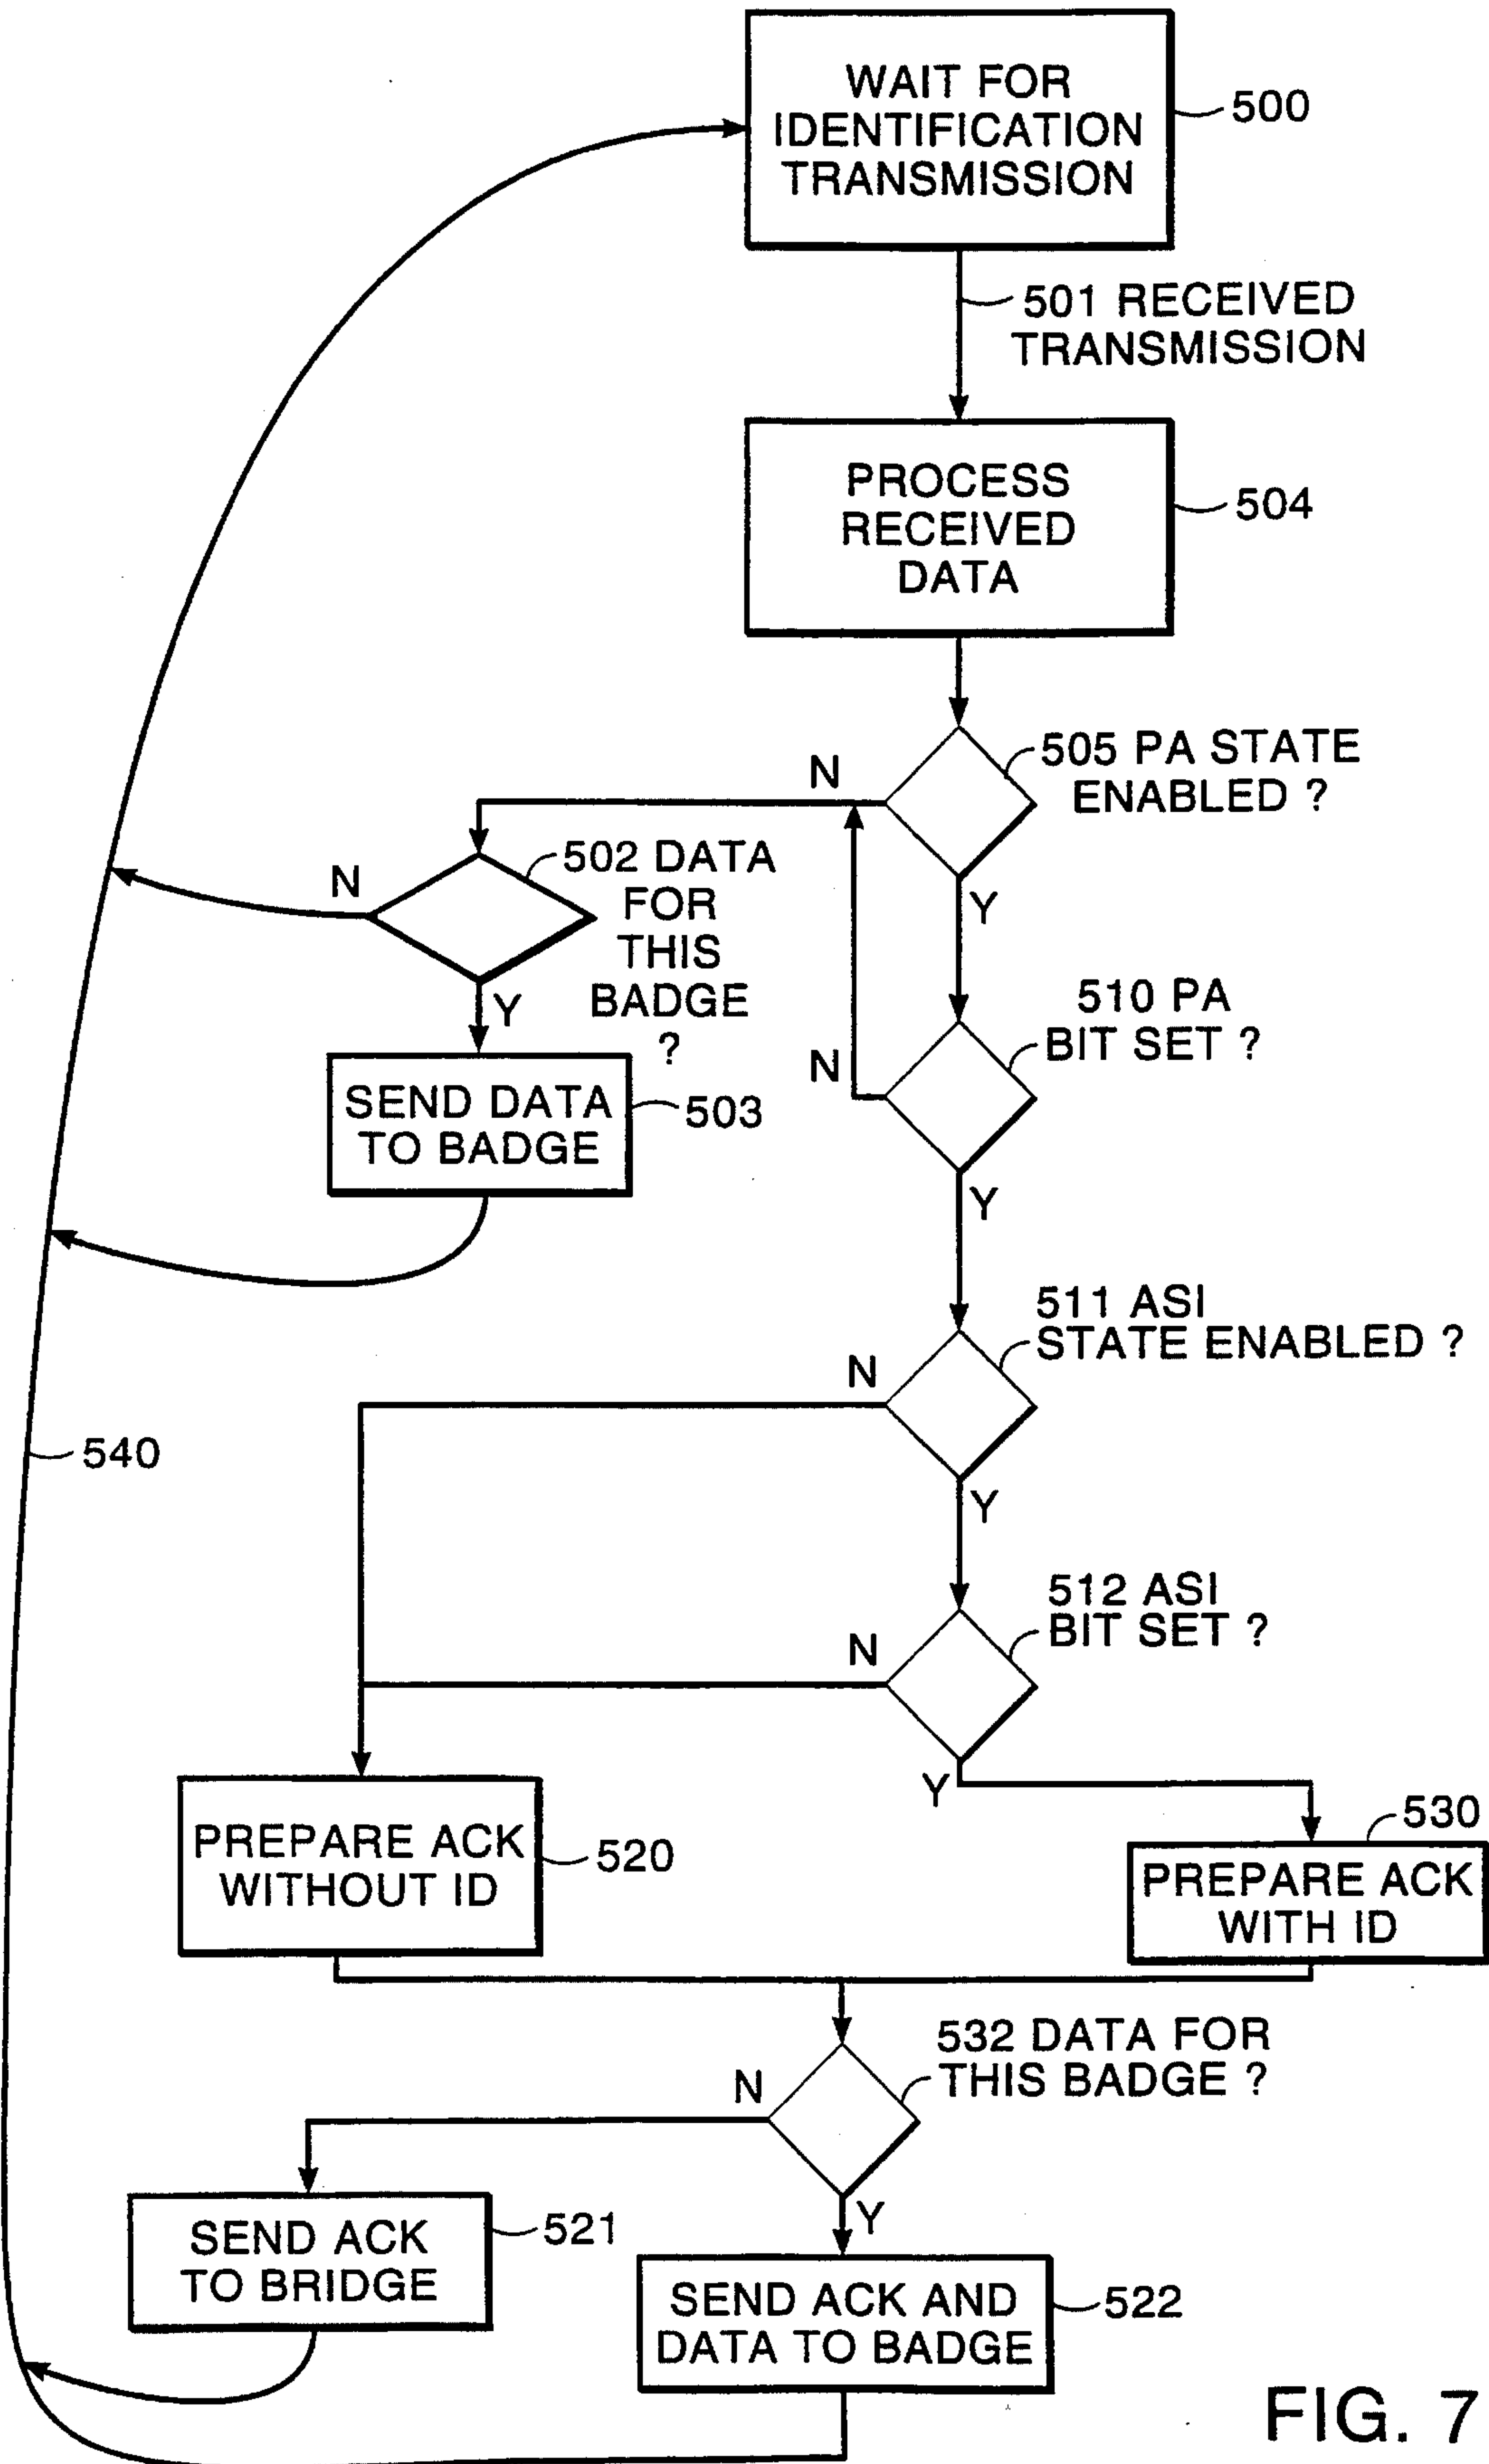 WAIT FOR
IDENTIFICATION
TRANSMISSION
500
501 RECEIVED
TRANSMISSION
PROCESS
RECEIVED
DATA
504
505 PA STATE
ENABLED ?
N
Y
502 DATA
FOR
THIS
BADGE
?
N
Y
510 PA
BIT SET ?
N
Y
SEND DATA
TO BADGE
503
511 ASI
STATE ENABLED ?
N
Y
540
512 ASI
BIT SET ?
N
Y
PREPARE ACK
WITHOUT ID
520
530
PREPARE ACK
WITH ID
532 DATA FOR
THIS BADGE ?
N
Y
SEND ACK
TO BRIDGE
521
SEND ACK AND
DATA TO BADGE
522
FIG. 7